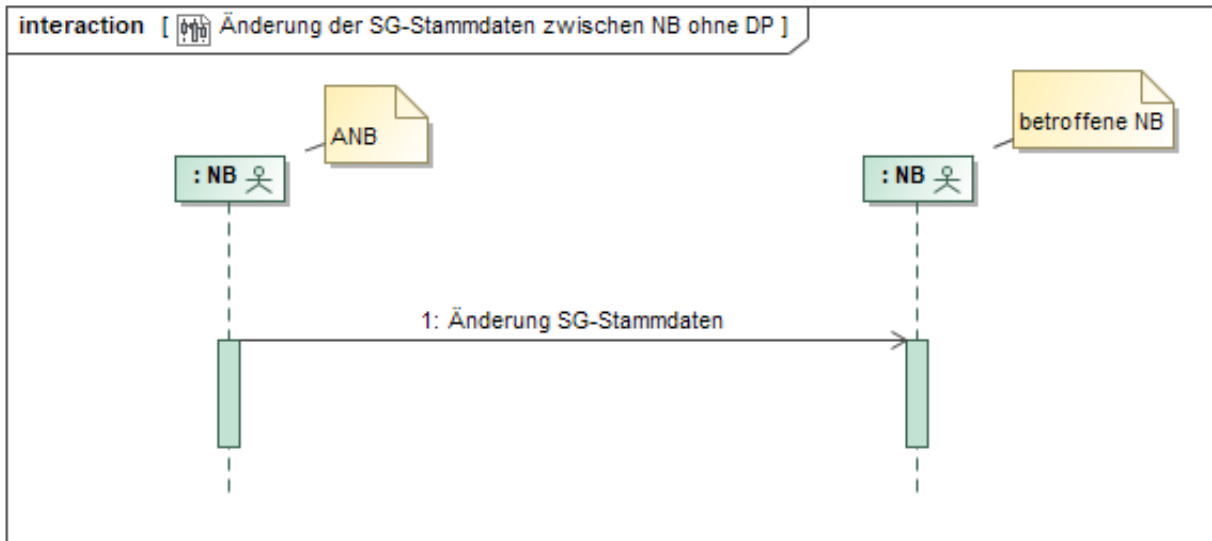 interaction [ Änderung der SG-Stammdaten zwischen NB ohne DP ]
ANB
betroffene NB
: NB
: NB
1: Änderung SG-Stammdaten